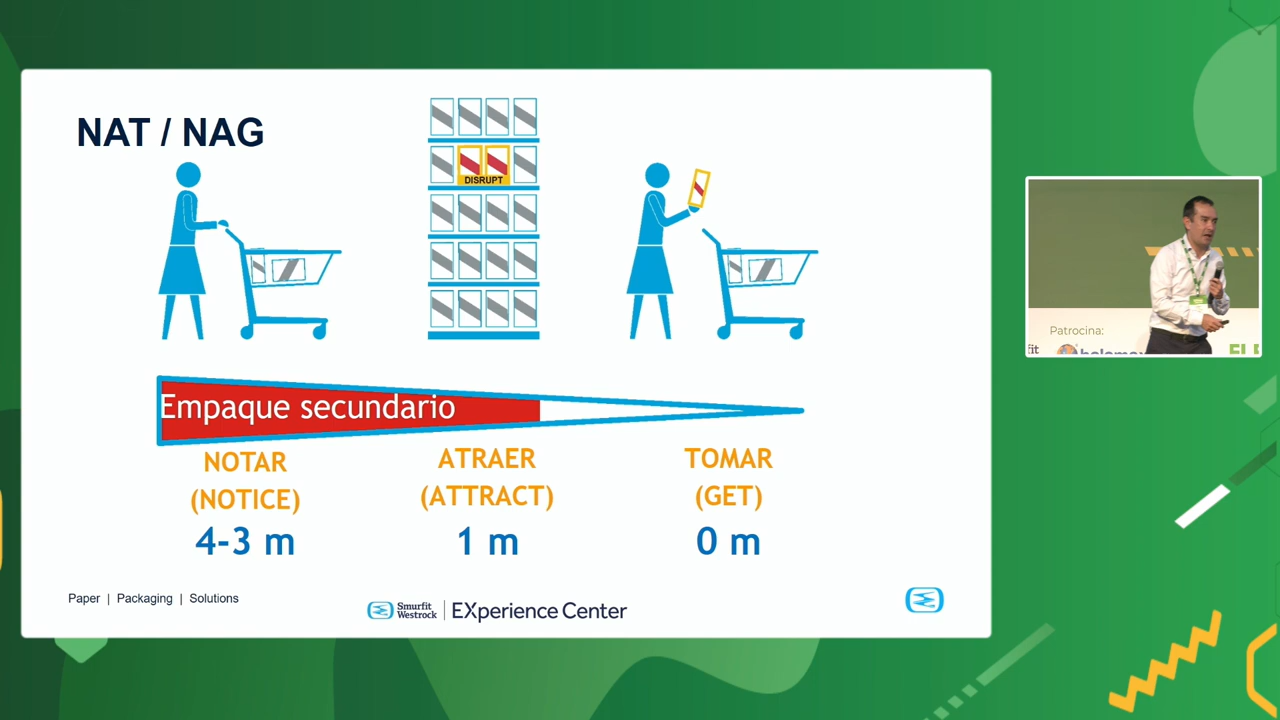 NAT / NAG
DISRUPT
Empaque secundario
NOTAR
(NOTICE)
4-3 m
ATRAER
(ATTRACT)
1 m
TOMAR
(GET)
0 m
Paper | Packaging | Solutions
Smurfit
Westrock
EXperience Center
Patrocina: